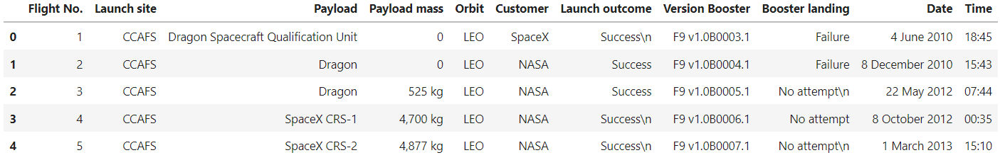 Flight No. Launch site Payload Payload mass Orbit Customer Launch outcome Version Booster Booster landing Date Time
0 1 CCAFS Dragon Spacecraft Qualification Unit 0 LEO SpaceX Success\n F9 v1.0B0003.1 Failure 4 June 2010 18:45
1 2 CCAFS Dragon 0 LEO NASA Success F9 v1.0B0004.1 Failure 8 December 2010 15:43
2 3 CCAFS Dragon 525 kg LEO NASA Success F9 v1.0B0005.1 No attempt\n 22 May 2012 07:44
3 4 CCAFS SpaceX CRS-1 4,700 kg LEO NASA Success\n F9 v1.0B0006.1 No attempt 8 October 2012 00:35
4 5 CCAFS SpaceX CRS-2 4,877 kg LEO NASA Success\n F9 v1.0B0007.1 No attempt\n 1 March 2013 15:10